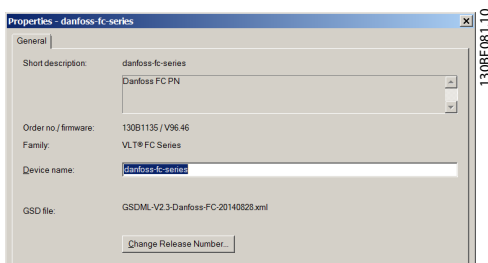 Properties - danfoss-fc-series
General
Short description: danfoss-fc-series
Danfoss FC PN
Order no./ firmware: 130B1135 / V96.46
Family: VLT® FC Series
Device name: danfoss-fc-series
GSD file: GSDML-V2.3-Danfoss-FC-20140828.xml
Change Release Number...
130BE081.10